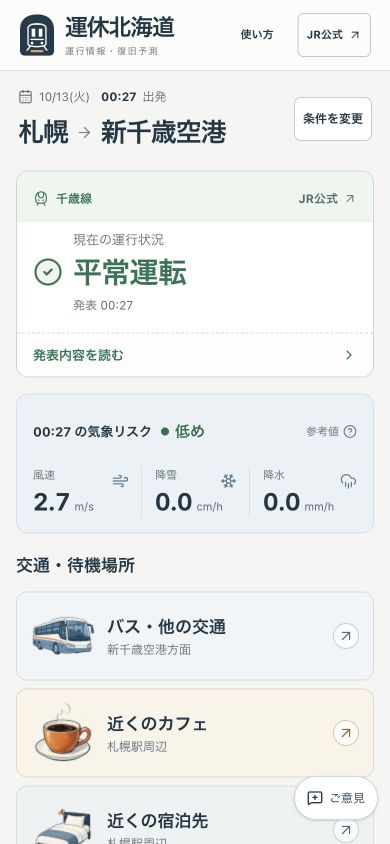 運休北海道
運行情報・復旧予測
使い方
JR公式
10/13(火) 00:27 出発
札幌 → 新千歳空港
条件を変更
千歳線
JR公式
現在の運行状況
平常運転
発表 00:27
発表内容を読む
00:27 の気象リスク ● 低め
参考値
風速
2.7 m/s
降雪
0.0 cm/h
降水
0.0 mm/h
交通・待機場所
バス・他の交通
新千歳空港方面
近くのカフェ
札幌駅周辺
近くの宿泊先
札幌駅周辺
ご意見